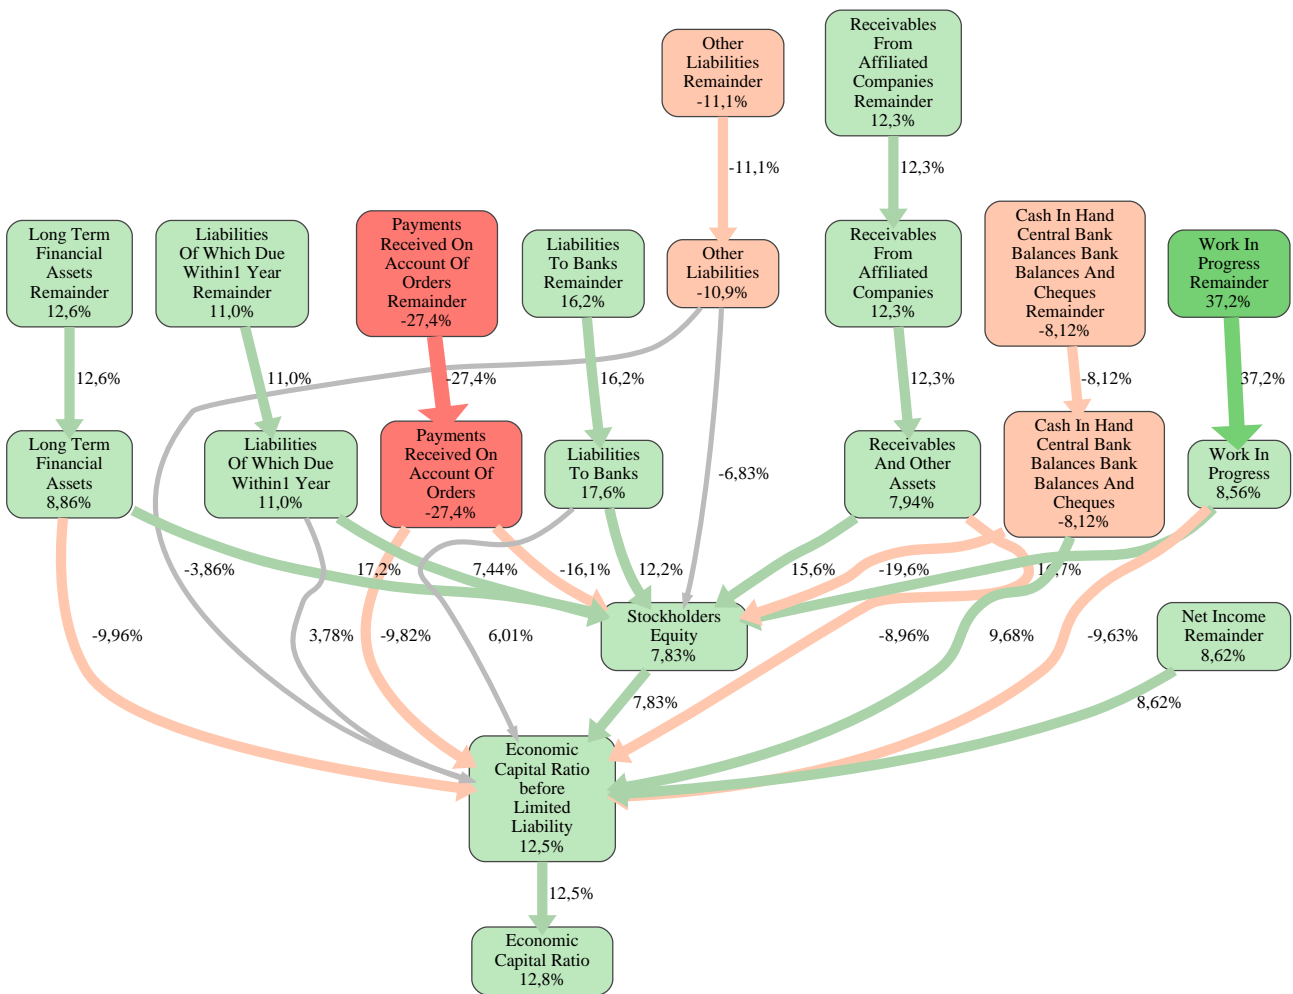 Other
Liabilities
Remainder
-11,1%
Receivables
From
Affiliated
Companies
Remainder
12,3%
-11,1%
12,3%
Long Term
Financial
Assets
Remainder
12,6%
Liabilities
Of Which Due
Within1 Year
Remainder
11,0%
Payments
Received On
Account Of
Orders
Remainder
-27,4%
Liabilities
To Banks
Remainder
16,2%
Other
Liabilities
-10,9%
Receivables
From
Affiliated
Companies
12,3%
Cash In Hand
Central Bank
Balances Bank
Balances And
Cheques
Remainder
-8,12%
Work In
Progress
Remainder
37,2%
12,6%
11,0%
-27,4%
16,2%
12,3%
-8,12%
37,2%
Long Term
Financial
Assets
8,86%
Liabilities
Of Which Due
Within1 Year
11,0%
Payments
Received On
Account Of
Orders
-27,4%
Liabilities
To Banks
17,6%
-6,83%
Receivables
And Other
Assets
7,94%
Cash In Hand
Central Bank
Balances Bank
Balances And
Cheques
-8,12%
Work In
Progress
8,56%
-3,86%
17,2%
7,44%
-16,1%
12,2%
15,6%
-19,6%
-9,96%
3,78%
-9,82%
6,01%
Stockholders
Equity
7,83%
-8,96%
9,68%
-9,63%
Net Income
Remainder
8,62%
7,83%
8,62%
Economic
Capital Ratio
before
Limited
Liability
12,5%
12,5%
Economic
Capital Ratio
12,8%